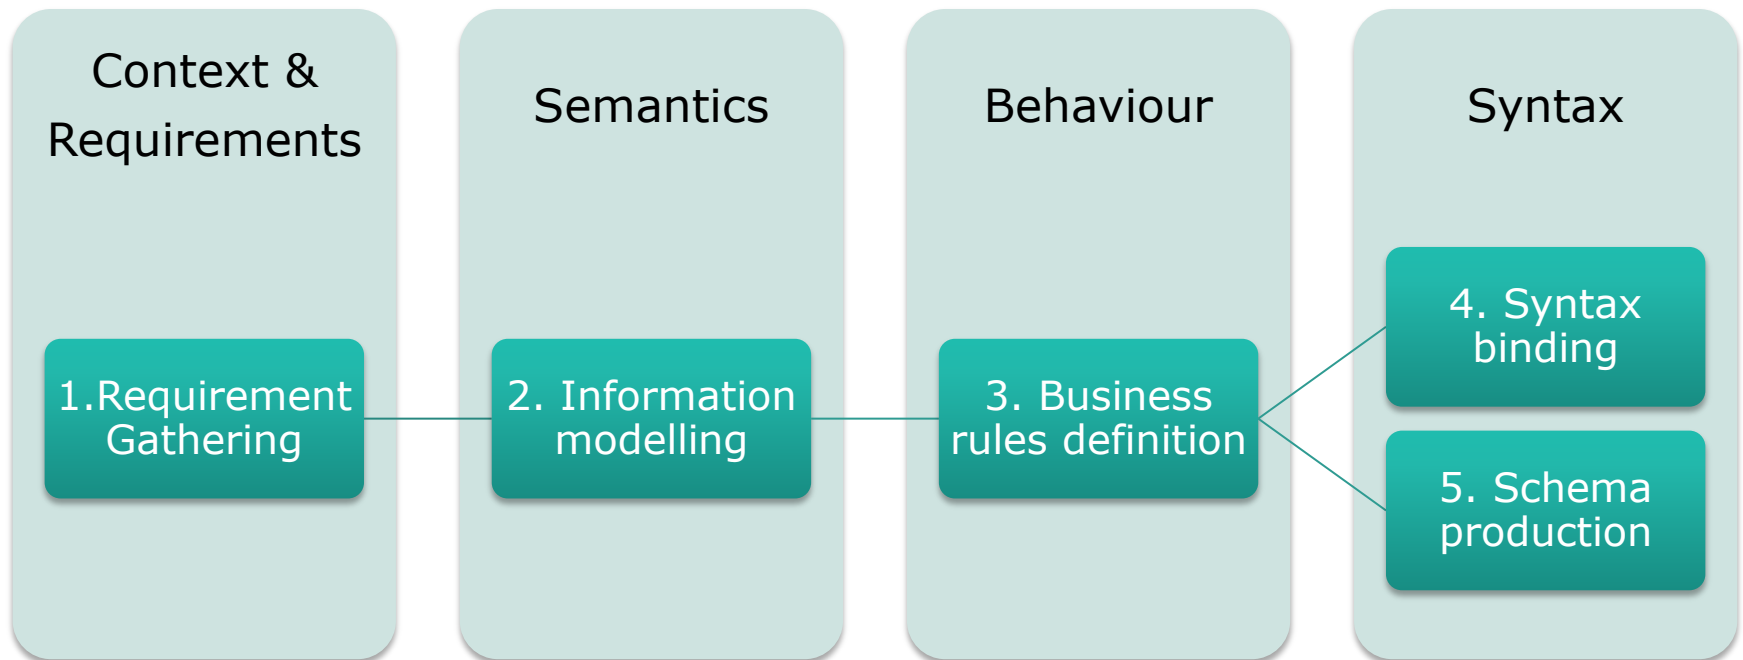 Context &
Requirements
Semantics
Behaviour
Syntax
1.Requirement
Gathering
2. Information
modelling
3. Business
rules definition
4. Syntax
binding
5. Schema
production